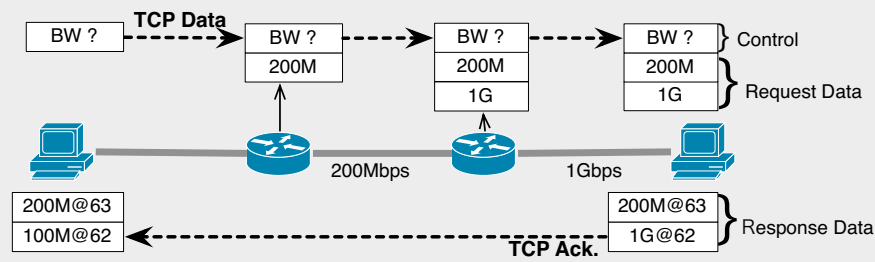 TCP Data
BW ?
BW ?
BW ?
BW ?
Control
200M
200M
200M
1G
1G
Request Data
200Mbps
1Gbps
200M@63
100M@62
200M@63
1G@62
Response Data
TCP Ack.